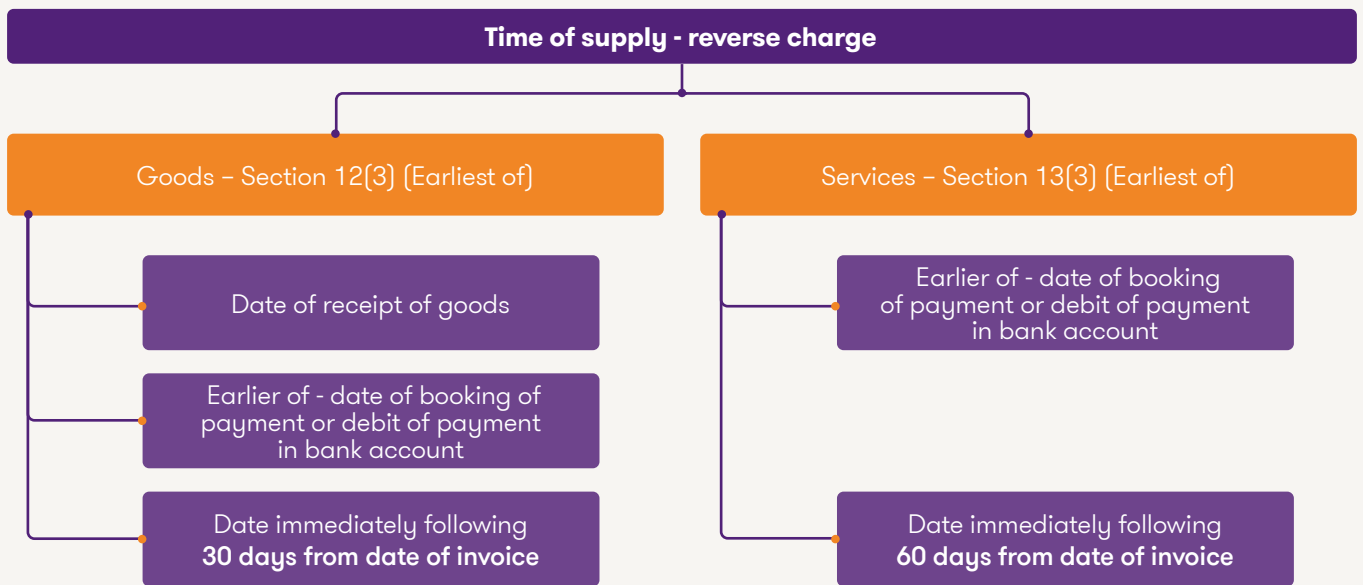 Time of supply - reverse charge
Goods – Section 12(3) (Earliest of)
Date of receipt of goods
Earlier of - date of booking of
payment or debit of payment
in bank account
Date immediately following
30 days from date of invoice
Services – Section 13(3) (Earliest of)
Earlier of - date of booking
of payment or debit of payment
in bank account
Date immediately following
60 days from date of invoice